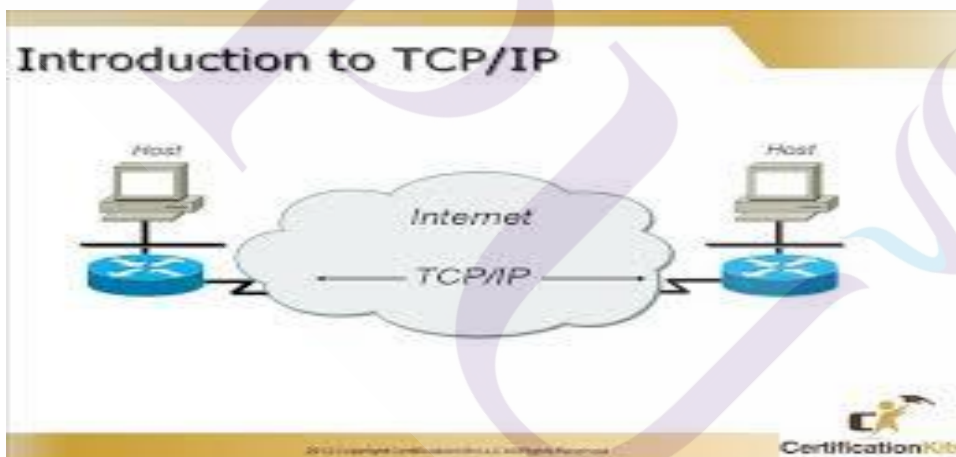 Introduction to TCP/IP
Host
Host
Internet
TCP/IP
CertificationKits